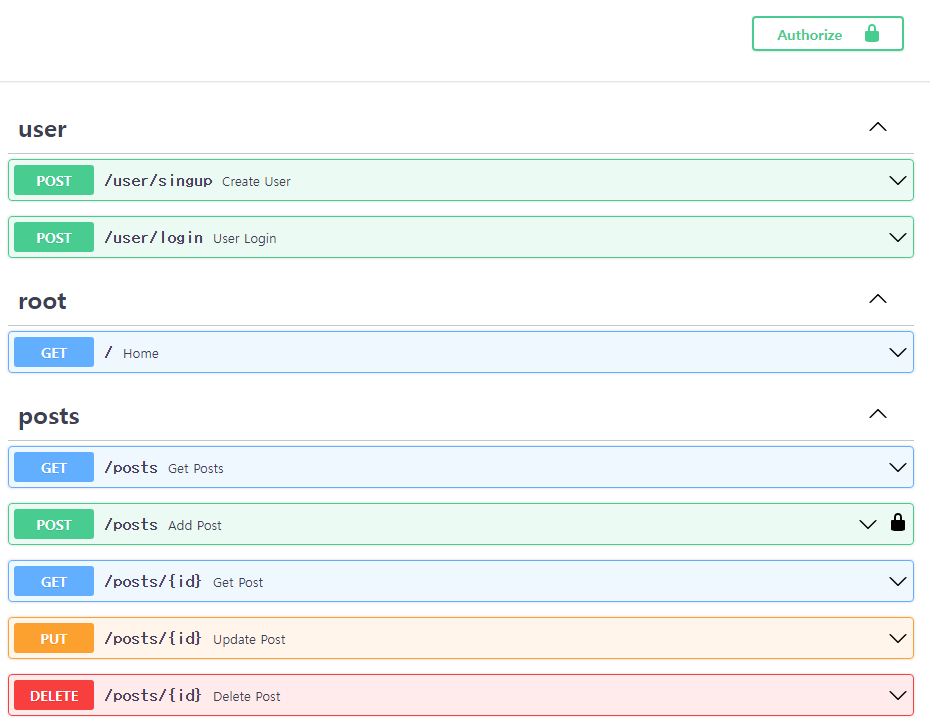 Authorize
user
POST /user/singup Create User
POST /user/login User Login
root
GET / Home
posts
GET /posts Get Posts
POST /posts Add Post
GET /posts/{id} Get Post
PUT /posts/{id} Update Post
DELETE /posts/{id} Delete Post